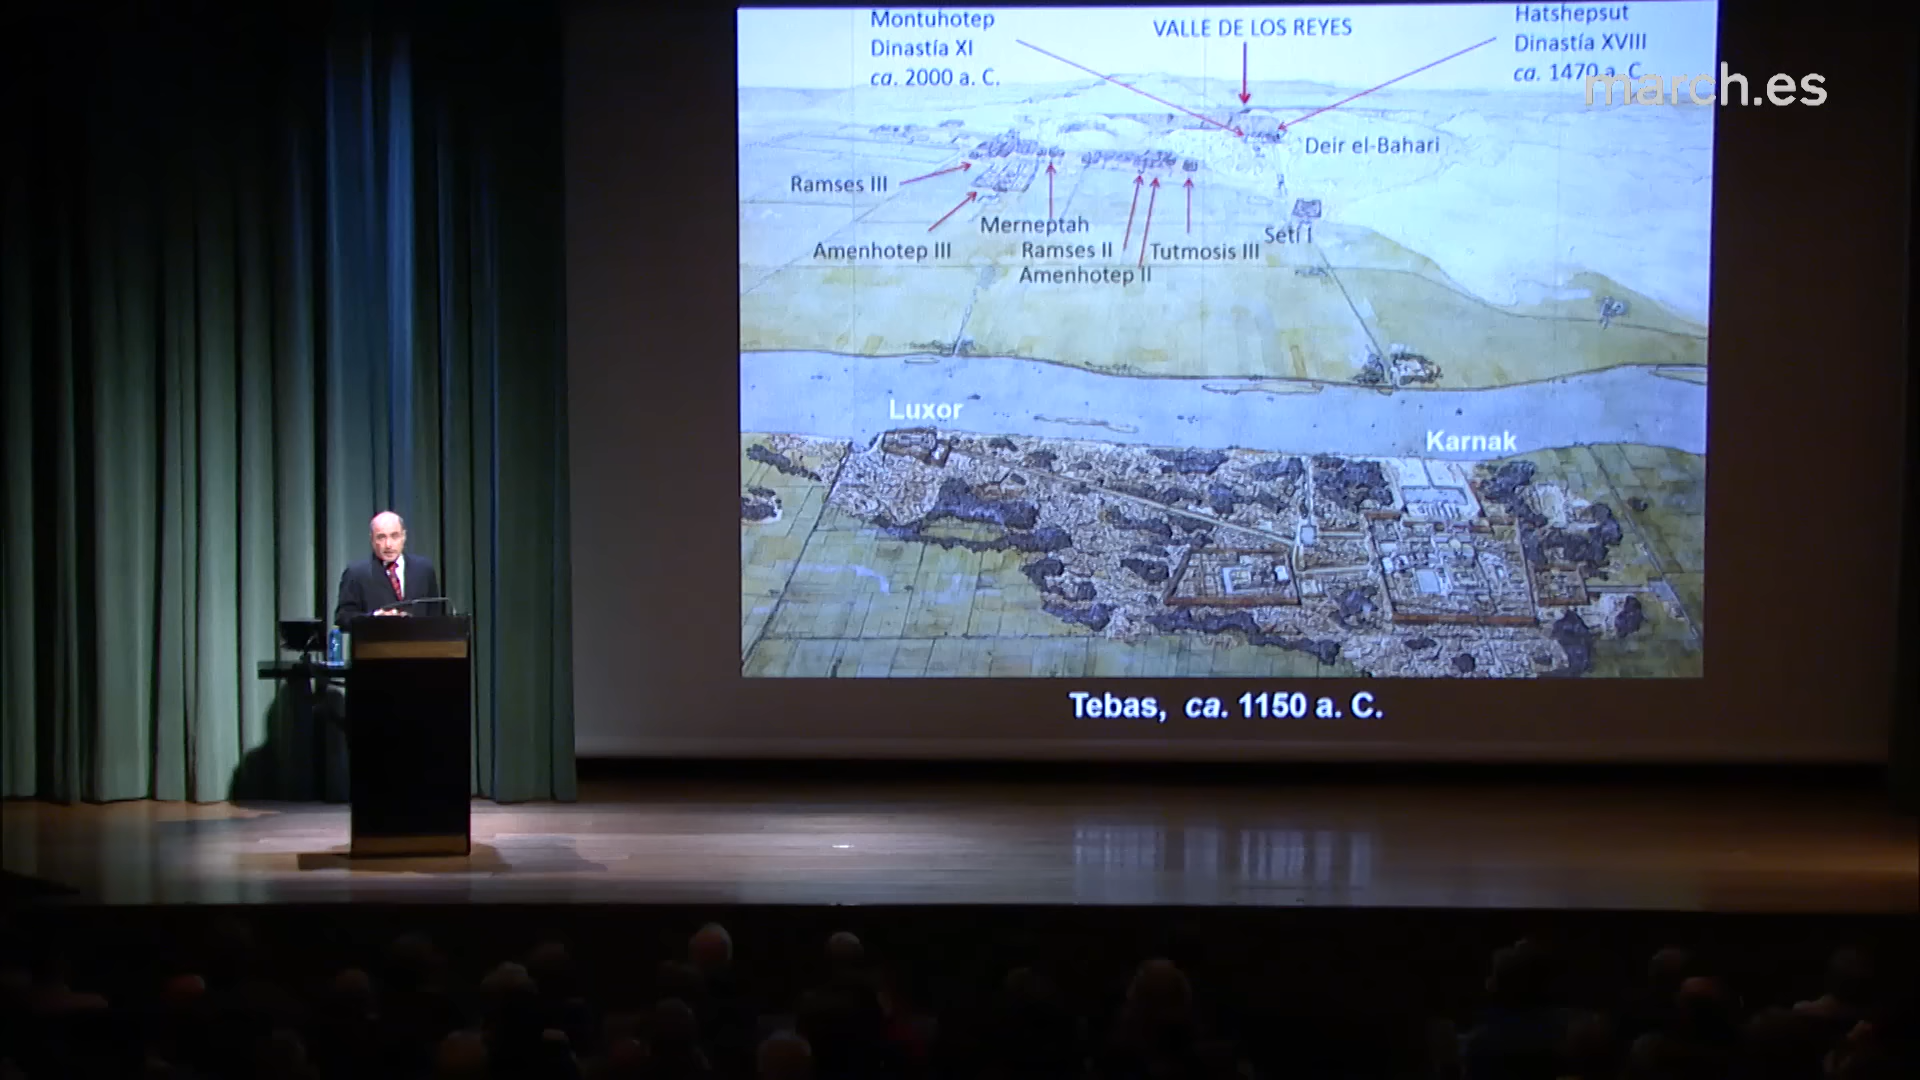 Montuhotep
Dinastía XI
ca. 2000 a. C.
VALLE DE LOS REYES
Hatshepsut
Dinastía XVIII
ca. 1470 a. C.
march.es
Deir el-Bahari
Ramses III
Merneptah
Amenhotep III
Ramses II
Tutmosis III
Seti I
Amenhotep II
Luxor
Karnak
Tebas, ca. 1150 a. C.